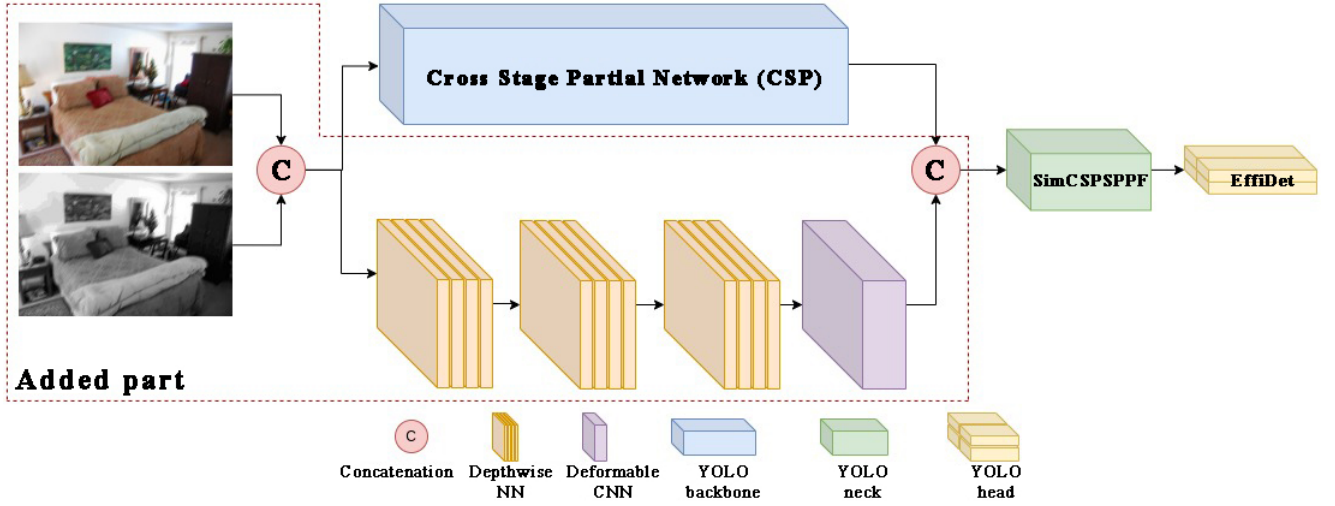 Cross Stage Partial Network (CSP)
C
C
SimCSPSPPF
EffiDet
Added part
C
Concatenation
Depthwise
NN
Deformable
CNN
YOLO
backbone
YOLO
neck
YOLO
head